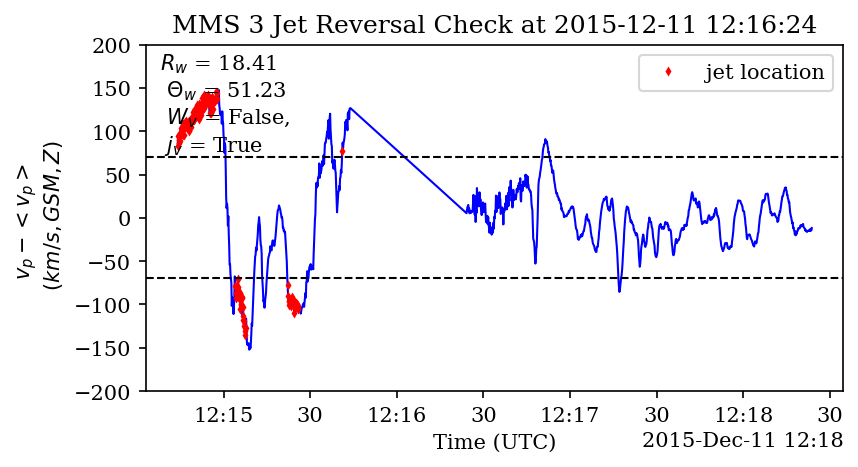 MMS 3 Jet Reversal Check at 2015-12-11 12:16:24
R_w = 18.41
Θ_w = 51.23
W_v = False,
j_v = True
jet location
v_p − < v_p >
(km/s, GSM, Z)
200
150
100
50
0
−50
−100
−150
−200
12:15
30
12:16
30
12:17
30
12:18
30
Time (UTC)
2015-Dec-11 12:18